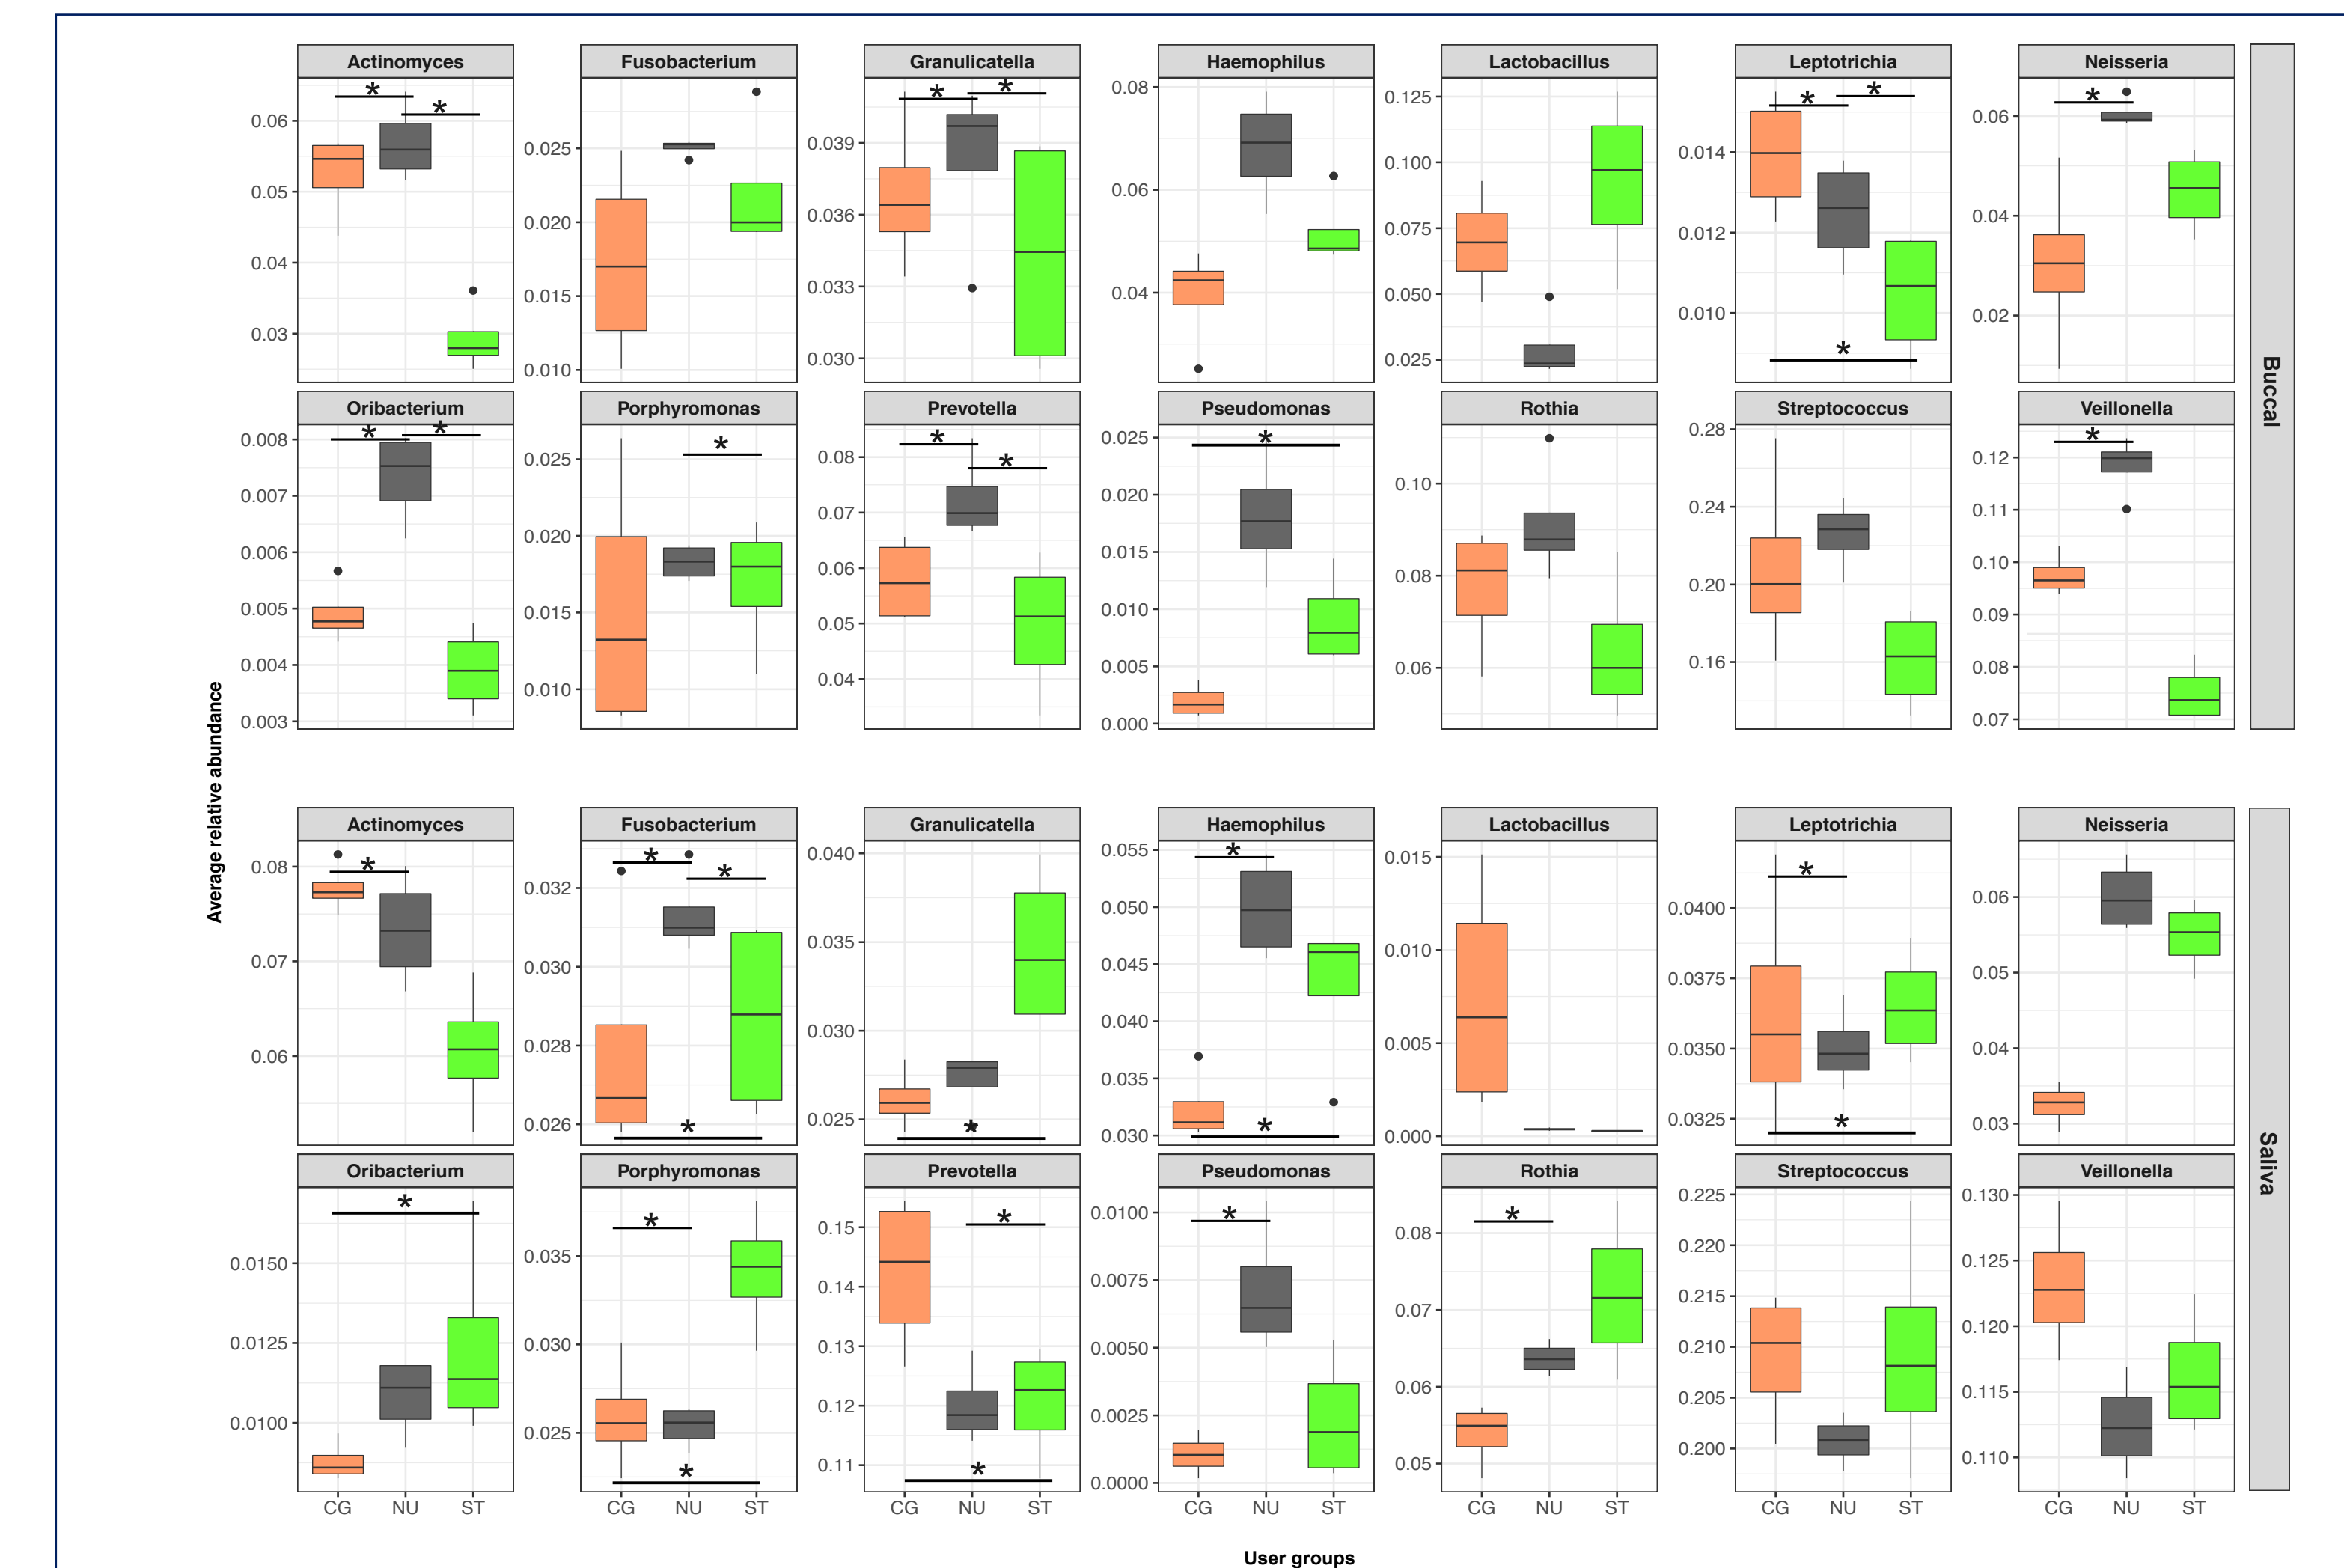 Actinomyces Fusobacterium Granulicatella Haemophilus Lactobacillus Leptotrichia Neisseria
0.06 0.05 0.04 0.03
0.025 0.020 0.015 0.010
0.039 0.036 0.033 0.030
0.08 0.06 0.04
0.125 0.100 0.075 0.050 0.025
0.014 0.012 0.010
0.06 0.04 0.02
* * * * * * * *
Buccal
Oribacterium Porphyromonas Prevotella Pseudomonas Rothia Streptococcus Veillonella
0.008 0.007 0.006 0.005 0.004 0.003
0.025 0.020 0.015 0.010
0.08 0.07 0.06 0.05 0.04
0.025 0.020 0.015 0.010 0.005 0.000
0.10 0.08 0.06
0.28 0.24 0.20 0.16
0.12 0.11 0.10 0.09 0.08 0.07
* * * * * * *
Average relative abundance
Actinomyces Fusobacterium Granulicatella Haemophilus Lactobacillus Leptotrichia Neisseria
0.08 0.07 0.06
0.032 0.030 0.028 0.026
0.040 0.035 0.030 0.025
0.055 0.050 0.045 0.040 0.035 0.030
0.015 0.010 0.005 0.000
0.0400 0.0375 0.0350 0.0325
0.06 0.05 0.04 0.03
* * * * * * * * *
Saliva
Oribacterium Porphyromonas Prevotella Pseudomonas Rothia Streptococcus Veillonella
0.0150 0.0125 0.0100
0.035 0.030 0.025
0.15 0.14 0.13 0.12 0.11
0.0100 0.0075 0.0050 0.0025 0.0000
0.08 0.07 0.06 0.05
0.225 0.220 0.215 0.210 0.205 0.200
0.130 0.125 0.120 0.115 0.110
* * * * * * *
CG NU ST CG NU ST CG NU ST CG NU ST CG NU ST CG NU ST CG NU ST
User groups